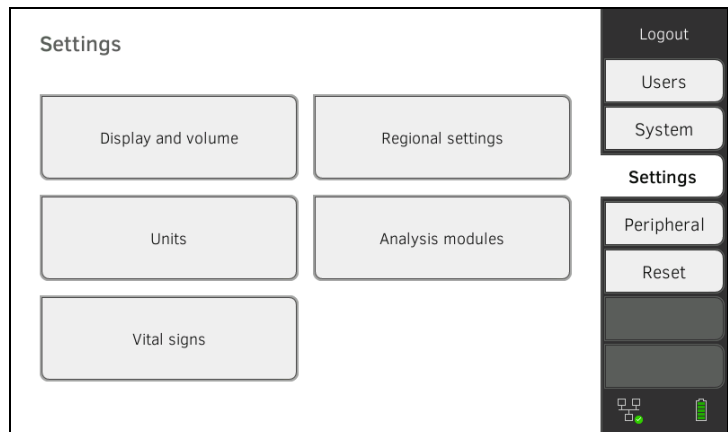 Settings
Display and volume
Regional settings
Units
Analysis modules
Vital signs
Logout
Users
System
Settings
Peripheral
Reset